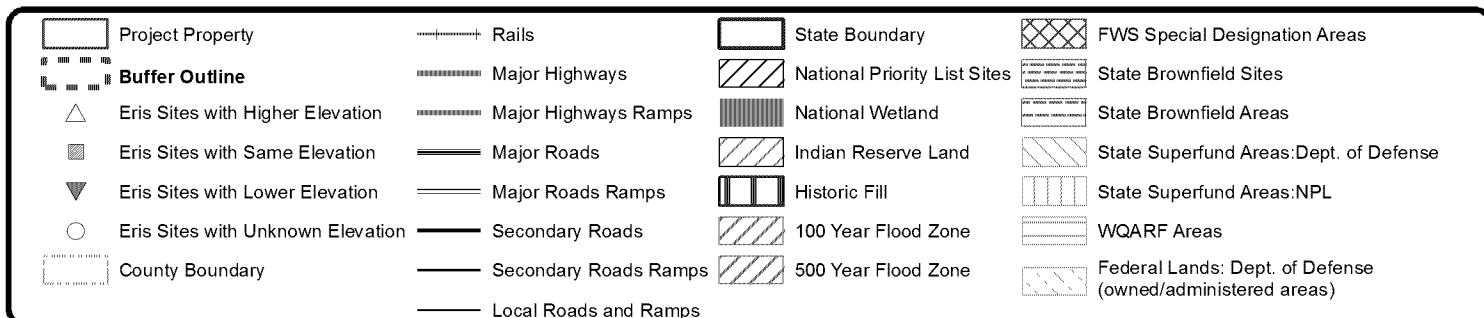 Project Property
Buffer Outline
Eris Sites with Higher Elevation
Eris Sites with Same Elevation
Eris Sites with Lower Elevation
Eris Sites with Unknown Elevation
County Boundary
Rails
Major Highways
Major Highways Ramps
Major Roads
Major Roads Ramps
Secondary Roads
Secondary Roads Ramps
Local Roads and Ramps
State Boundary
National Priority List Sites
National Wetland
Indian Reserve Land
Historic Fill
100 Year Flood Zone
500 Year Flood Zone
FWS Special Designation Areas
State Brownfield Sites
State Brownfield Areas
State Superfund Areas:Dept. of Defense
State Superfund Areas:NPL
WQARF Areas
Federal Lands: Dept. of Defense
(owned/administered areas)